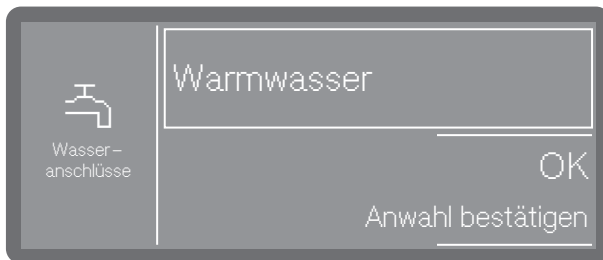 Warmwasser
Wasser–
anschlüsse
OK
Anwahl bestätigen